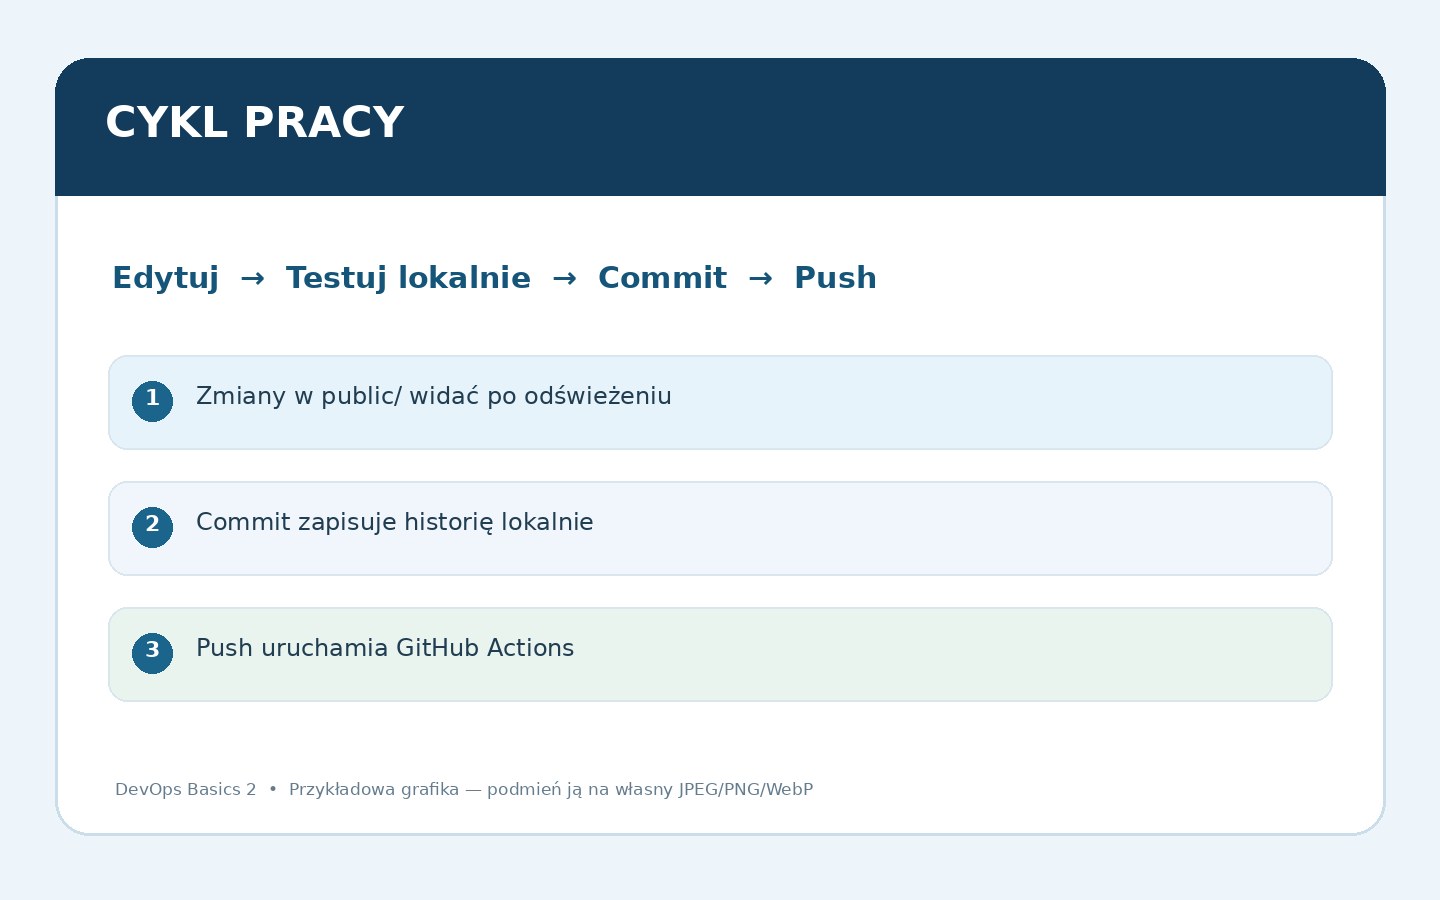 CYKL PRACY
Edytuj → Testuj lokalnie → Commit → Push
1 Zmiany w public/ widać po odświeżeniu
2 Commit zapisuje historię lokalnie
3 Push uruchamia GitHub Actions
DevOps Basics 2 • Przykładowa grafika — podmień ją na własny JPEG/PNG/WebP